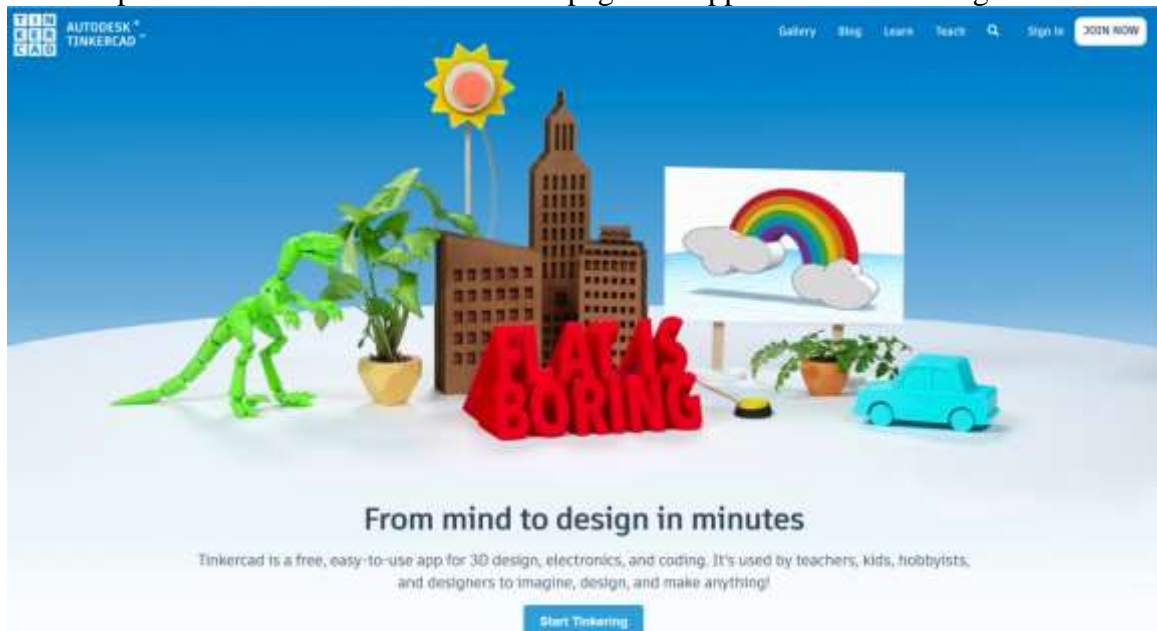 TIN
KER
CAD
AUTODESK®
TINKERCAD™
Gallery Blog Learn Teach Sign In JOIN NOW
FLAT IS
BORING
From mind to design in minutes
Tinkercad is a free, easy-to-use app for 3D design, electronics, and coding. It's used by teachers, kids, hobbyists,
and designers to imagine, design, and make anything!
Start Tinkering